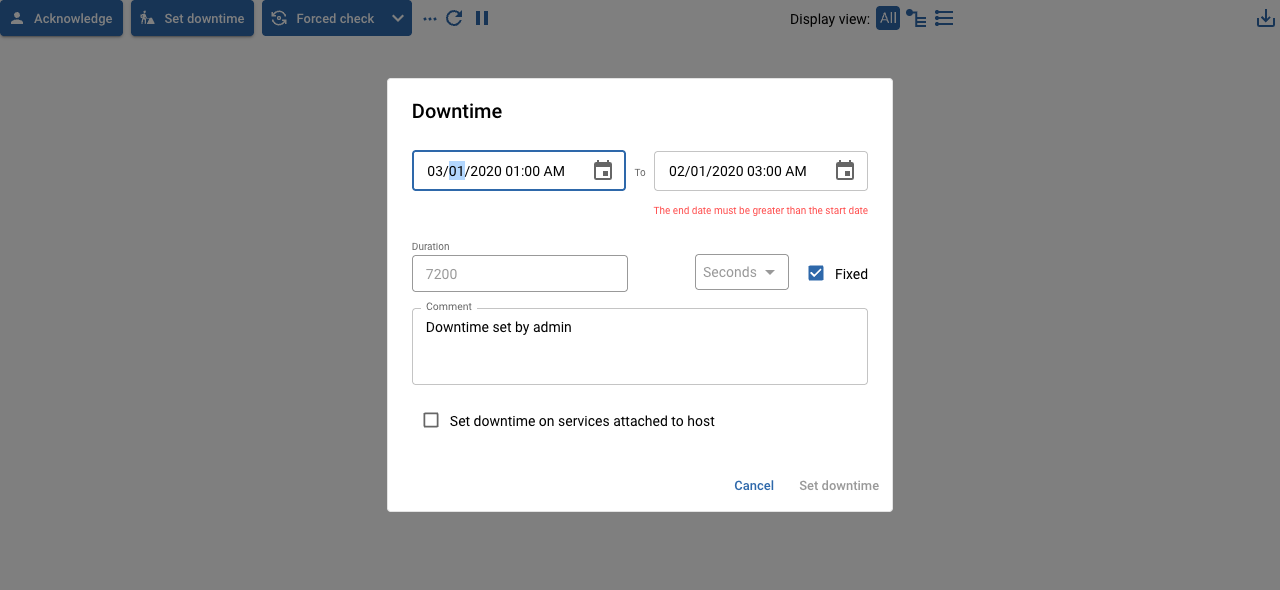 Acknowledge
Set downtime
Forced check
Display view: All
Downtime
03/01/2020 01:00 AM
To
02/01/2020 03:00 AM
The end date must be greater than the start date
Duration
7200
Seconds
Fixed
Comment
Downtime set by admin
Set downtime on services attached to host
Cancel
Set downtime